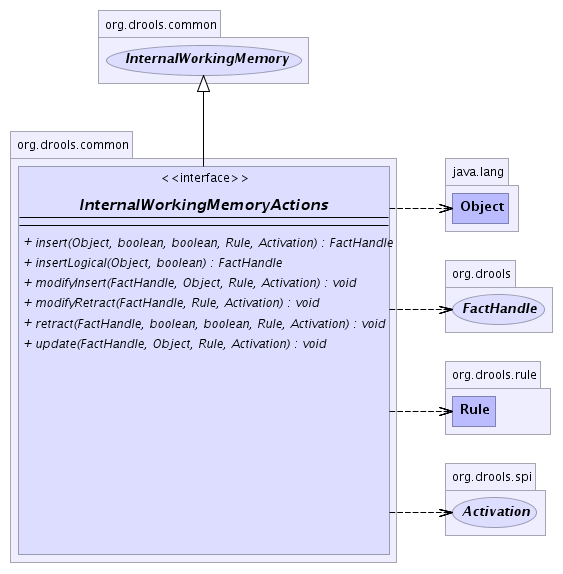 org.drools.common
InternalWorkingMemory
org.drools.common
<<interface>>
InternalWorkingMemoryActions
+ insert(Object, boolean, boolean, Rule, Activation) : FactHandle
+ insertLogical(Object, boolean) : FactHandle
+ modifyInsert(FactHandle, Object, Rule, Activation) : void
+ modifyRetract(FactHandle, Rule, Activation) : void
+ retract(FactHandle, boolean, boolean, Rule, Activation) : void
+ update(FactHandle, Object, Rule, Activation) : void
java.lang
Object
org.drools
FactHandle
org.drools.rule
Rule
org.drools.spi
Activation